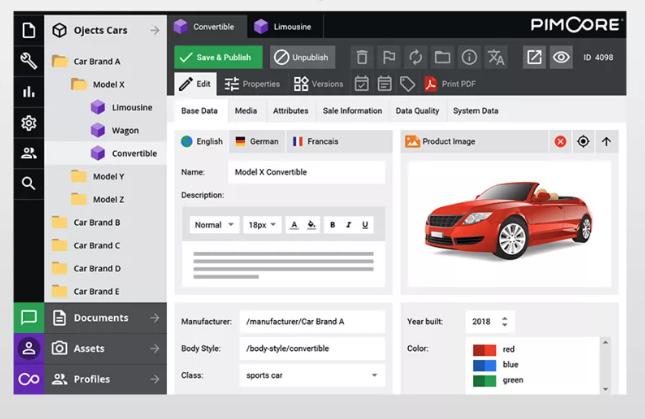 Ojects Cars
Car Brand A
Model X
Limousine
Wagon
Convertible
Model Y
Model Z
Car Brand B
Car Brand C
Car Brand D
Car Brand E
Documents
Assets
Profiles
Convertible Limousine PIMCORE
Save & Publish Unpublish ID 4098
Edit Properties Versions Print PDF
Base Data Media Attributes Sale Information Data Quality System Data
English German Francais
Name: Model X Convertible
Description:
Normal 18px A B I U
Product Image
Manufacturer: /manufacturer/Car Brand A
Body Style: /body-style/convertible
Class: sports car
Year built: 2018
Color: red
blue
green